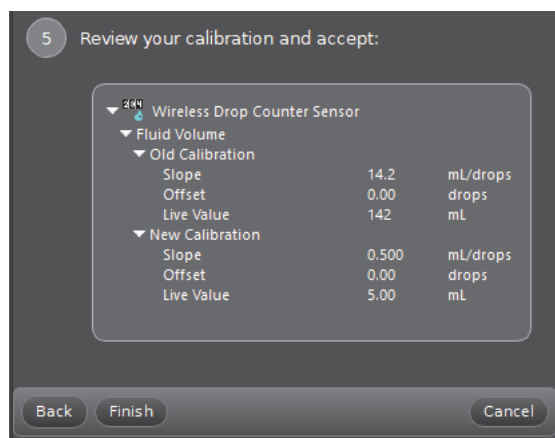 5 Review your calibration and accept:
Wireless Drop Counter Sensor
Fluid Volume
Old Calibration
Slope 14.2 mL/drops
Offset 0.00 drops
Live Value 142 mL
New Calibration
Slope 0.500 mL/drops
Offset 0.00 drops
Live Value 5.00 mL
Back Finish Cancel